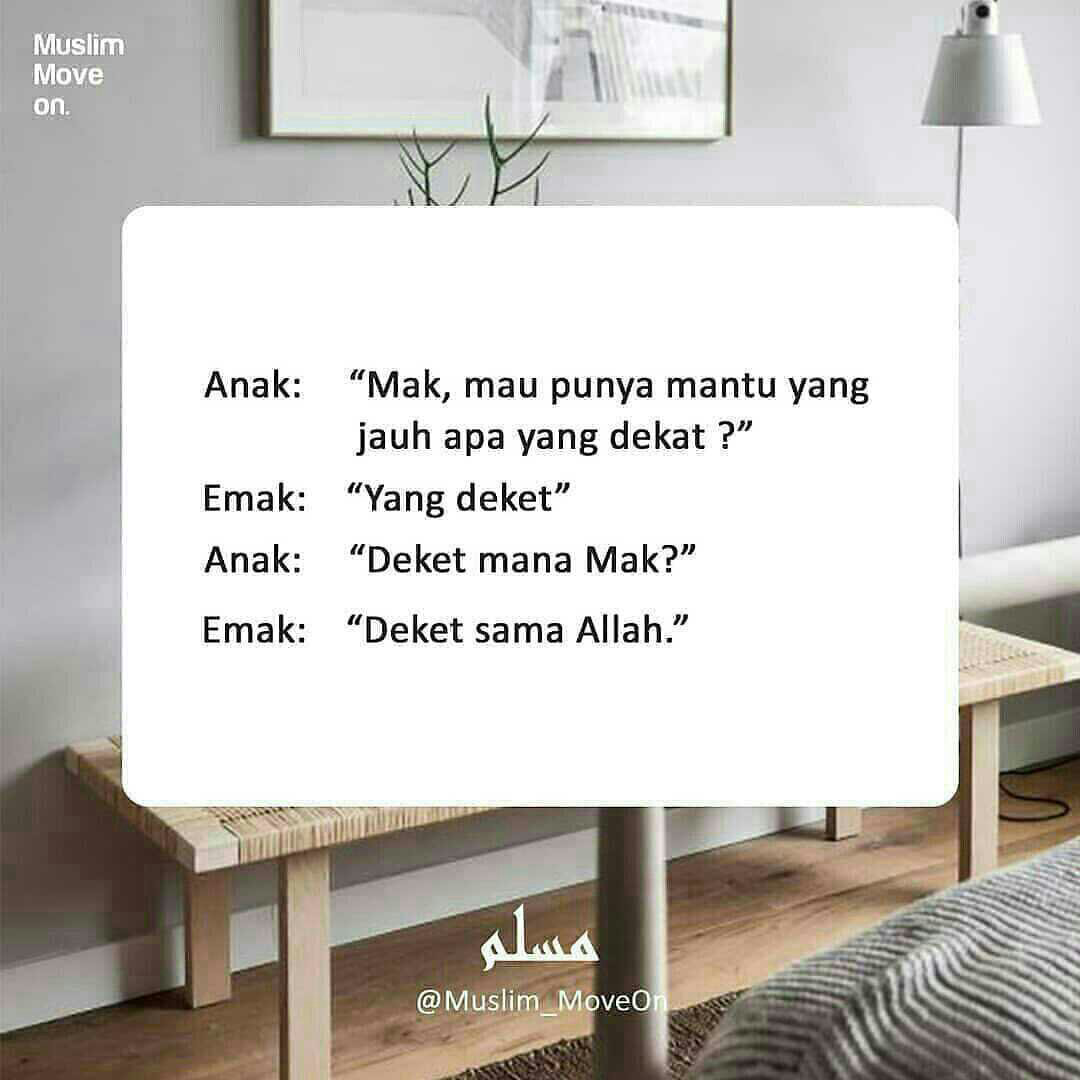 Muslim
Move
on.
Anak: “Mak, mau punya mantu yang
jauh apa yang dekat ?”
Emak: “Yang deket”
Anak: “Deket mana Mak?”
Emak: “Deket sama Allah.”
مسلم
@Muslim_MoveOn